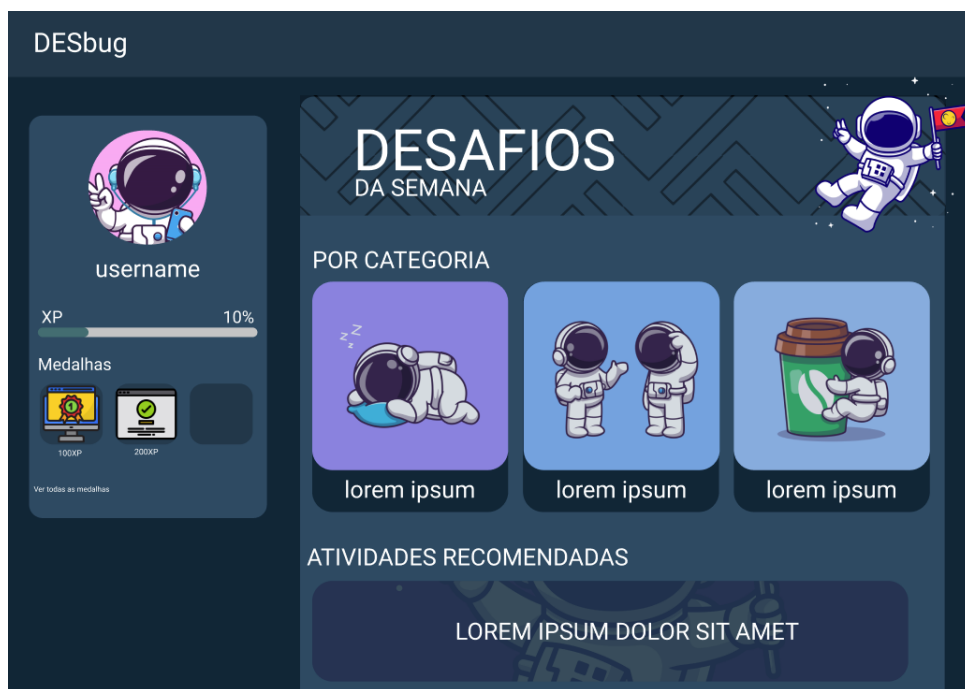 DESbug
username
XP 10%
Medalhas
1
100XP 200XP
Ver todas as medalhas
DESAFIOS
DA SEMANA
POR CATEGORIA
z z Z
lorem ipsum lorem ipsum lorem ipsum
ATIVIDADES RECOMENDADAS
LOREM IPSUM DOLOR SIT AMET